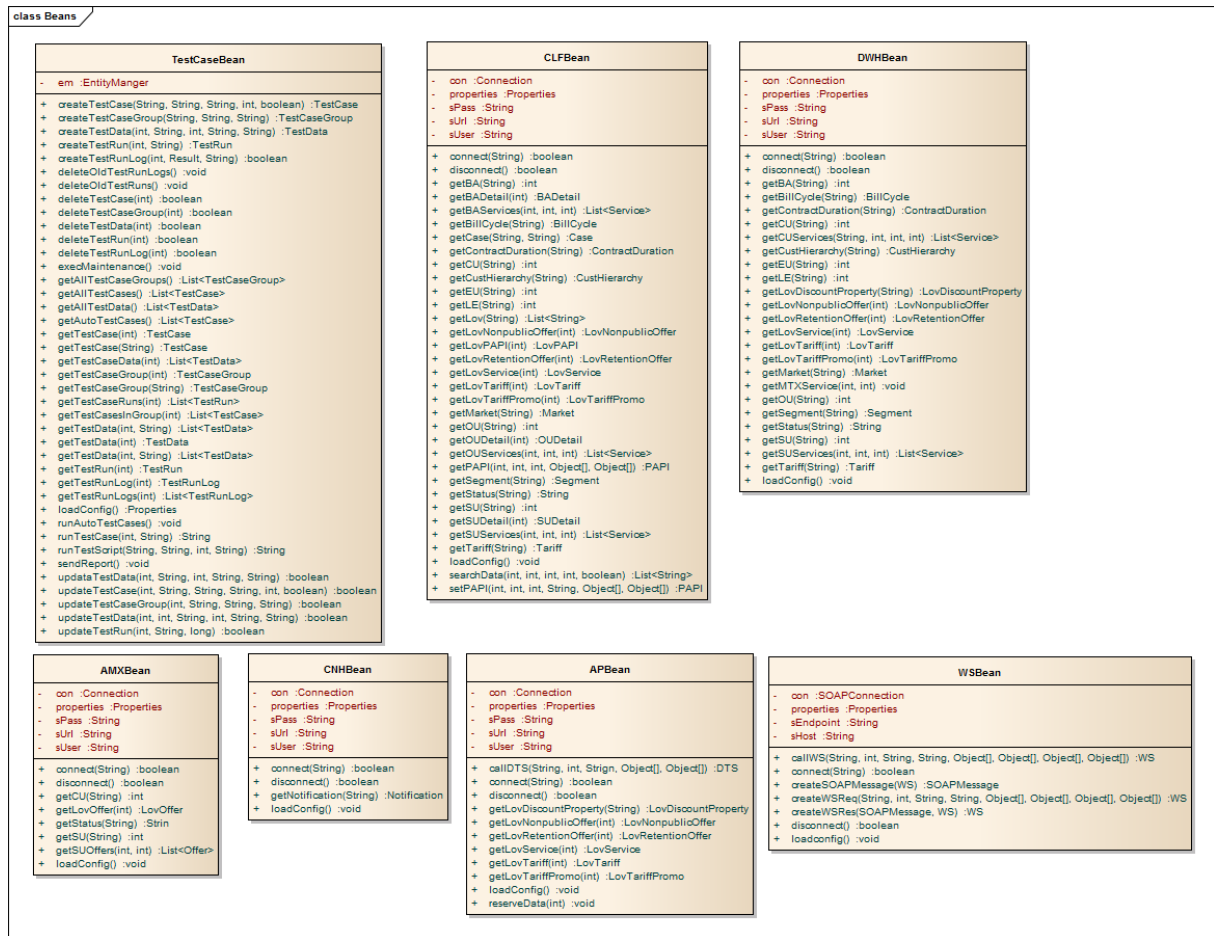 class Beans
TestCaseBean
- em :EntityManger
+ createTestCase(String, String, String, int, boolean) :TestCase
+ createTestCaseGroup(String, String, String) :TestCaseGroup
+ createTestData(int, String, int, String, String) :TestData
+ createTestRun(int, String) :TestRun
+ createTestRunLog(int, Result, String) :boolean
+ deleteOldTestRunLogs() :void
+ deleteOldTestRuns() :void
+ deleteTestCase(int) :boolean
+ deleteTestCaseGroup(int) :boolean
+ deleteTestData(int) :boolean
+ deleteTestRun(int) :boolean
+ deleteTestRunLog(int) :boolean
+ execMaintenance() :void
+ getAllTestCaseGroups() :List<TestCaseGroup>
+ getAllTestCases() :List<TestCase>
+ getAllTestData() :List<TestData>
+ getAutoTestCases() :List<TestCase>
+ getTestCase(int) :TestCase
+ getTestCase(String) :TestCase
+ getTestCaseData(int) :List<TestData>
+ getTestCaseGroup(int) :TestCaseGroup
+ getTestCaseGroup(String) :TestCaseGroup
+ getTestCaseRuns(int) :List<TestRun>
+ getTestCasesInGroup(int) :List<TestCase>
+ getTestData(int, String) :List<TestData>
+ getTestData(int) :TestData
+ getTestData(int, String) :List<TestData>
+ getTestRun(int) :TestRun
+ getTestRunLog(int) :TestRunLog
+ getTestRunLogs(int) :List<TestRunLog>
+ loadConfig() :Properties
+ runAutoTestCases() :void
+ runTestCase(int, String) :String
+ runTestScript(String, String, int, String) :String
+ sendReport() :void
+ updataTestData(int, String, int, String, String) :boolean
+ updateTestCase(int, String, String, String, int, boolean) :boolean
+ updateTestCaseGroup(int, String, String, String) :boolean
+ updateTestData(int, int, String, int, String, String) :boolean
+ updateTestRun(int, String, long) :boolean
CLFBean
- con :Connection
- properties :Properties
- sPass :String
- sUrl :String
- sUser :String
+ connect(String) :boolean
+ disconnect() :boolean
+ getBA(String) :int
+ getBADetail(int) :BADetail
+ getBAServices(int, int, int) :List<Service>
+ getBillCycle(String) :BillCycle
+ getCase(String, String) :Case
+ getContractDuration(String) :ContractDuration
+ getCU(String) :int
+ getCustHierarchy(String) :CustHierarchy
+ getEU(String) :int
+ getLE(String) :int
+ getLov(String) :List<String>
+ getLovNonpublicOffer(int) :LovNonpublicOffer
+ getLovPAPI(int) :LovPAPI
+ getLovRetentionOffer(int) :LovRetentionOffer
+ getLovService(int) :LovService
+ getLovTariff(int) :LovTariff
+ getLovTariffPromo(int) :LovTariffPromo
+ getMarket(String) :Market
+ getOU(String) :int
+ getOUDetail(int) :OUDetail
+ getOUServices(int, int, int) :List<Service>
+ getPAPI(int, int, int, Object[], Object[]) :PAPI
+ getSegment(String) :Segment
+ getStatus(String) :String
+ getSU(String) :int
+ getSUDetail(int) :SUDetail
+ getSUServices(int, int, int) :List<Service>
+ getTariff(String) :Tariff
+ loadConfig() :void
+ searchData(int, int, int, int, boolean) :List<String>
+ setPAPI(int, int, int, String, Object[], Object[]) :PAPI
DWHBean
- con :Connection
- properties :Properties
- sPass :String
- sUrl :String
- sUser :String
+ connect(String) :boolean
+ disconnect() :boolean
+ getBA(String) :int
+ getBillCycle(String) :BillCycle
+ getContractDuration(String) :ContractDuration
+ getCU(String) :int
+ getCUServices(String, int, int, int) :List<Service>
+ getCustHierarchy(String) :CustHierarchy
+ getEU(String) :int
+ getLE(String) :int
+ getLovDiscountProperty(String) :LovDiscountProperty
+ getLovNonpublicOffer(int) :LovNonpublicOffer
+ getLovRetentionOffer(int) :LovRetentionOffer
+ getLovService(int) :LovService
+ getLovTariff(int) :LovTariff
+ getLovTariffPromo(int) :LovTariffPromo
+ getMarket(String) :Market
+ getMTXService(int, int) :void
+ getOU(String) :int
+ getSegment(String) :Segment
+ getStatus(String) :String
+ getSU(String) :int
+ getSUServices(int, int, int) :List<Service>
+ getTariff(String) :Tariff
+ loadConfig() :void
AMXBean
- con :Connection
- properties :Properties
- sPass :String
- sUrl :String
- sUser :String
+ connect(String) :boolean
+ disconnect() :boolean
+ getCU(String) :int
+ getLovOffer(int) :LovOffer
+ getStatus(String) :Strin
+ getSU(String) :int
+ getSUOffers(int, int) :List<Offer>
+ loadConfig() :void
CNHBean
- con :Connection
- properties :Properties
- sPass :String
- sUrl :String
- sUser :String
+ connect(String) :boolean
+ disconnect() :boolean
+ getNotification(String) :Notification
+ loadConfig() :void
APBean
- con :Connection
- properties :Properties
- sPass :String
- sUrl :String
- sUser :String
+ callDTS(String, int, Strign, Object[], Object[]) :DTS
+ connect(String) :boolean
+ disconnect() :boolean
+ getLovDiscountProperty(String) :LovDiscountProperty
+ getLovNonpublicOffer(int) :LovNonpublicOffer
+ getLovRetentionOffer(int) :LovRetentionOffer
+ getLovService(int) :LovService
+ getLovTariff(int) :LovTariff
+ getLovTariffPromo(int) :LovTariffPromo
+ loadConfig() :void
+ reserveData(int) :void
WSBean
- con :SOAPConnection
- properties :Properties
- sEndpoint :String
- sHost :String
+ callWS(String, int, String, String, Object[], Object[], Object[], Object[]) :WS
+ connect(String) :boolean
+ createSOAPMessage(WS) :SOAPMessage
+ createWSReq(String, int, String, String, Object[], Object[], Object[], Object[]) :WS
+ createWSRes(SOAPMessage, WS) :WS
+ disconnect() :boolean
+ loadconfig() :void